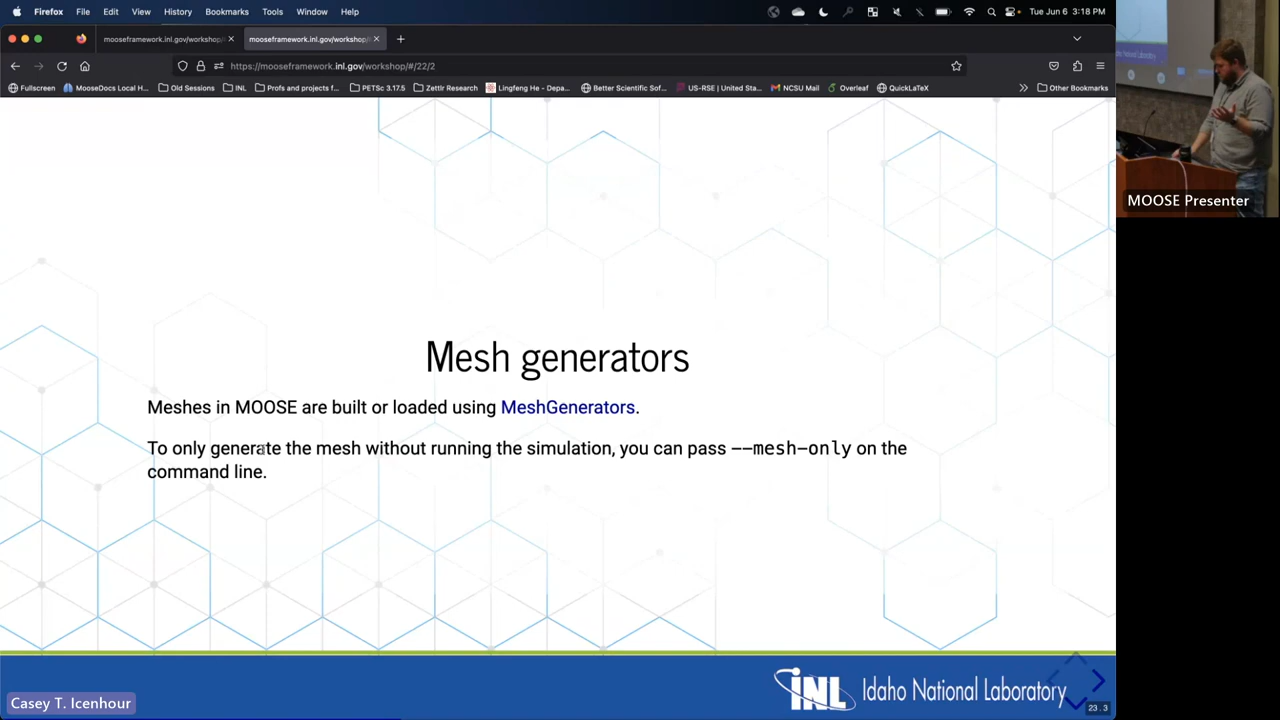 Firefox File Edit View History Bookmarks Tools Window Help Tue Jun 6 3:18 PM
mooseframework.inl.gov/workshop/ mooseframework.inl.gov/workshop/
https://mooseframework.inl.gov/workshop/#/22/2
Fullscreen MooseDocs Local H... Old Sessions INL Profs and projects f... PETSc 3.17.5 Zettlr Research Lingfeng He - Depa... Better Scientific Sof... US-RSE | United Sta... NCSU Mail Overleaf QuickLaTeX Other Bookmarks
MOOSE Presenter
Mesh generators
Meshes in MOOSE are built or loaded using MeshGenerators.
To only generate the mesh without running the simulation, you can pass --mesh-only on the
command line.
INL Idaho National Laboratory
Casey T. Icenhour
23.3